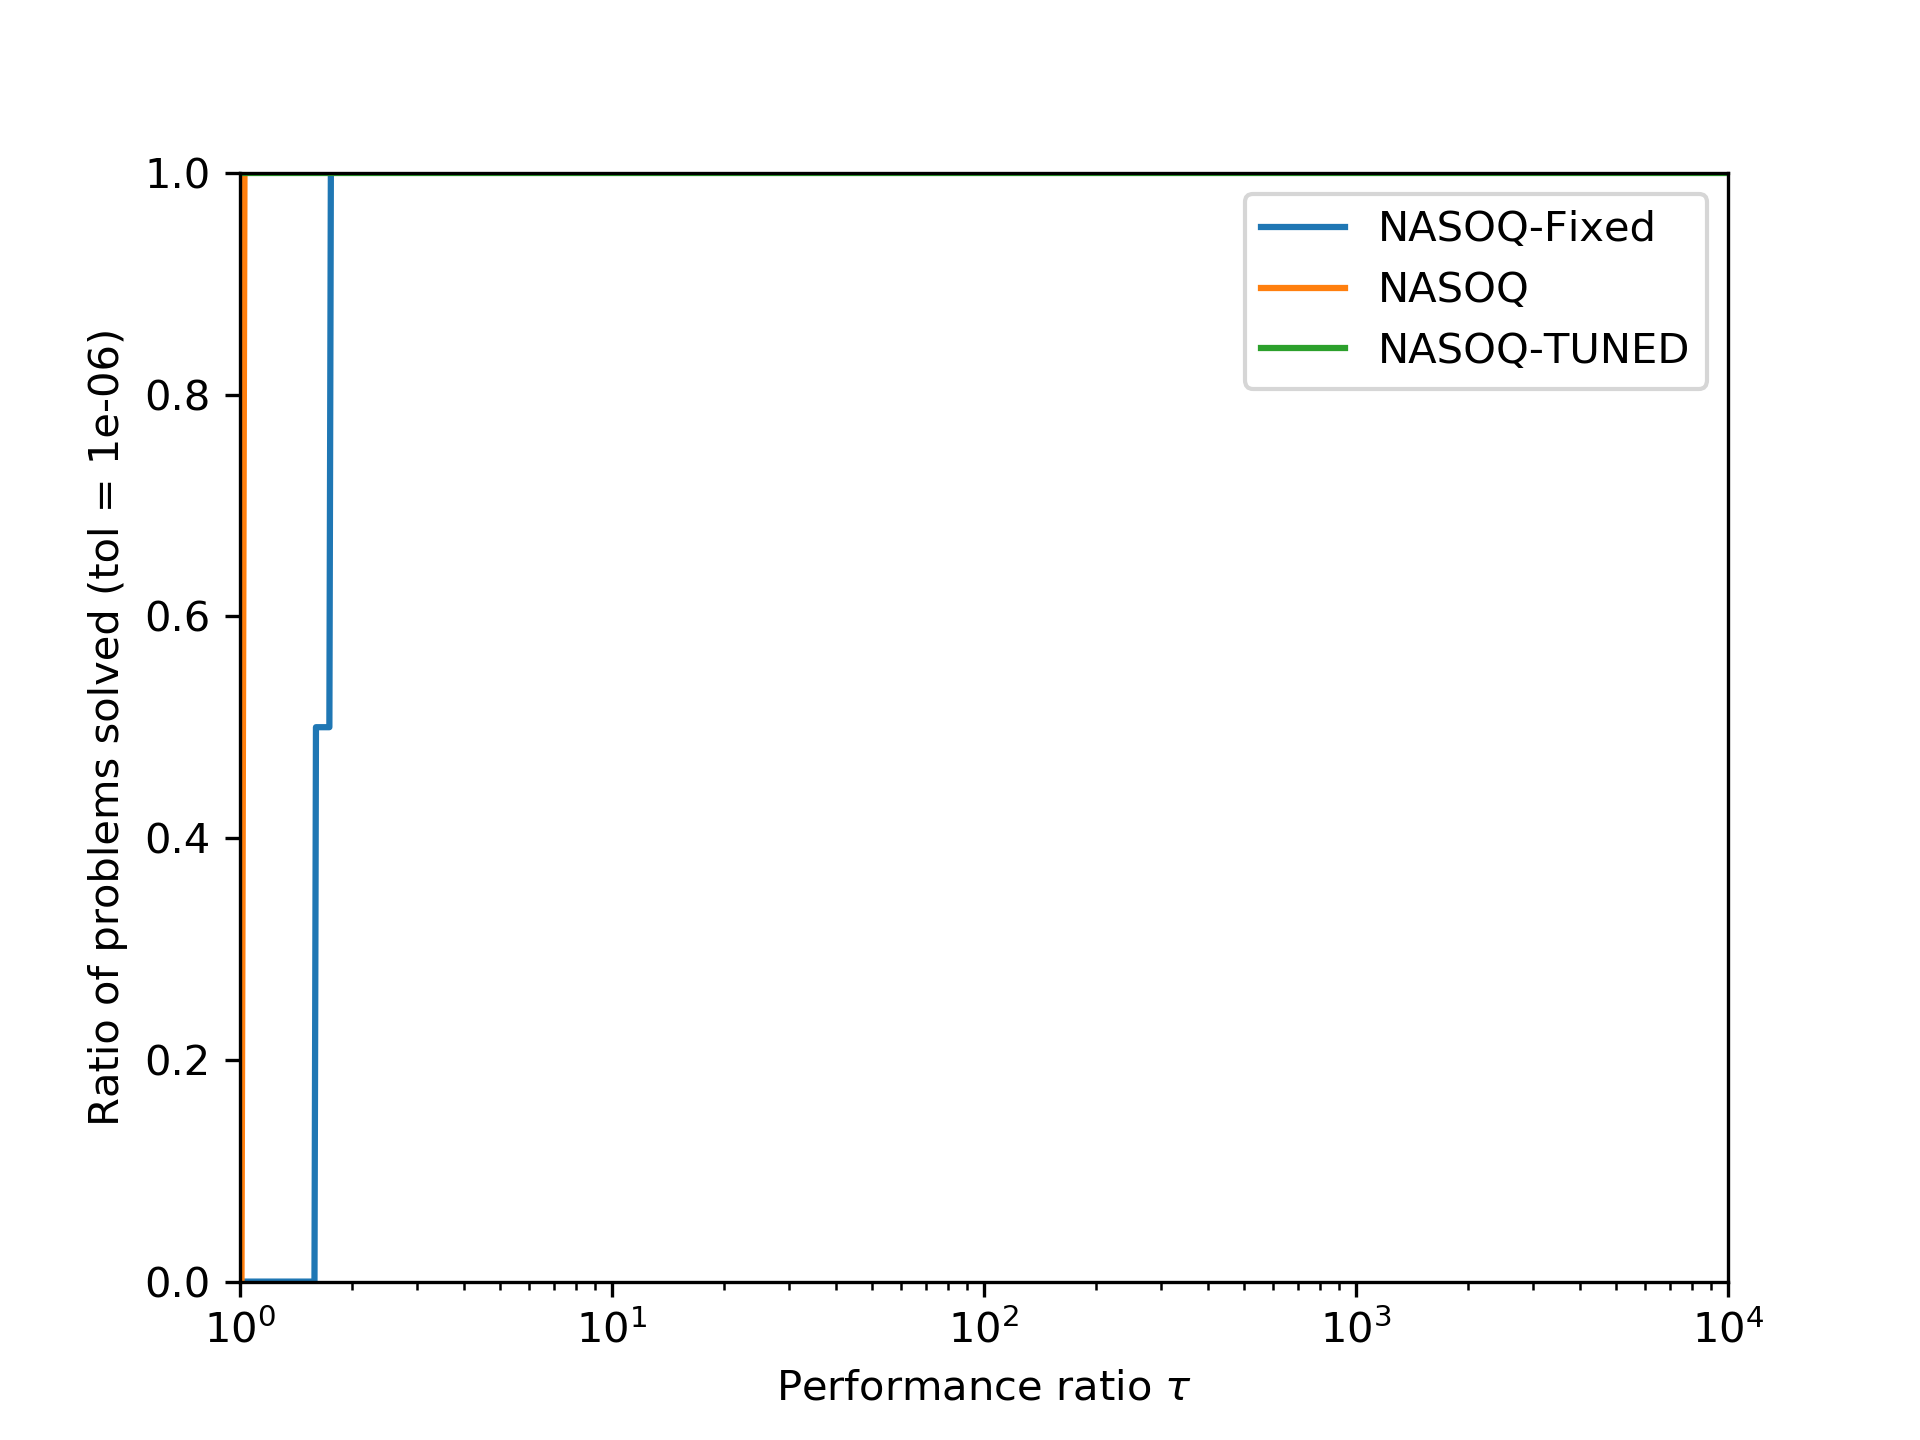 1.0
0.8
0.6
0.4
0.2
0.0
Ratio of problems solved (tol = 1e-06)
NASOQ-Fixed
NASOQ
NASOQ-TUNED
10⁰ 10¹ 10² 10³ 10⁴
Performance ratio τ